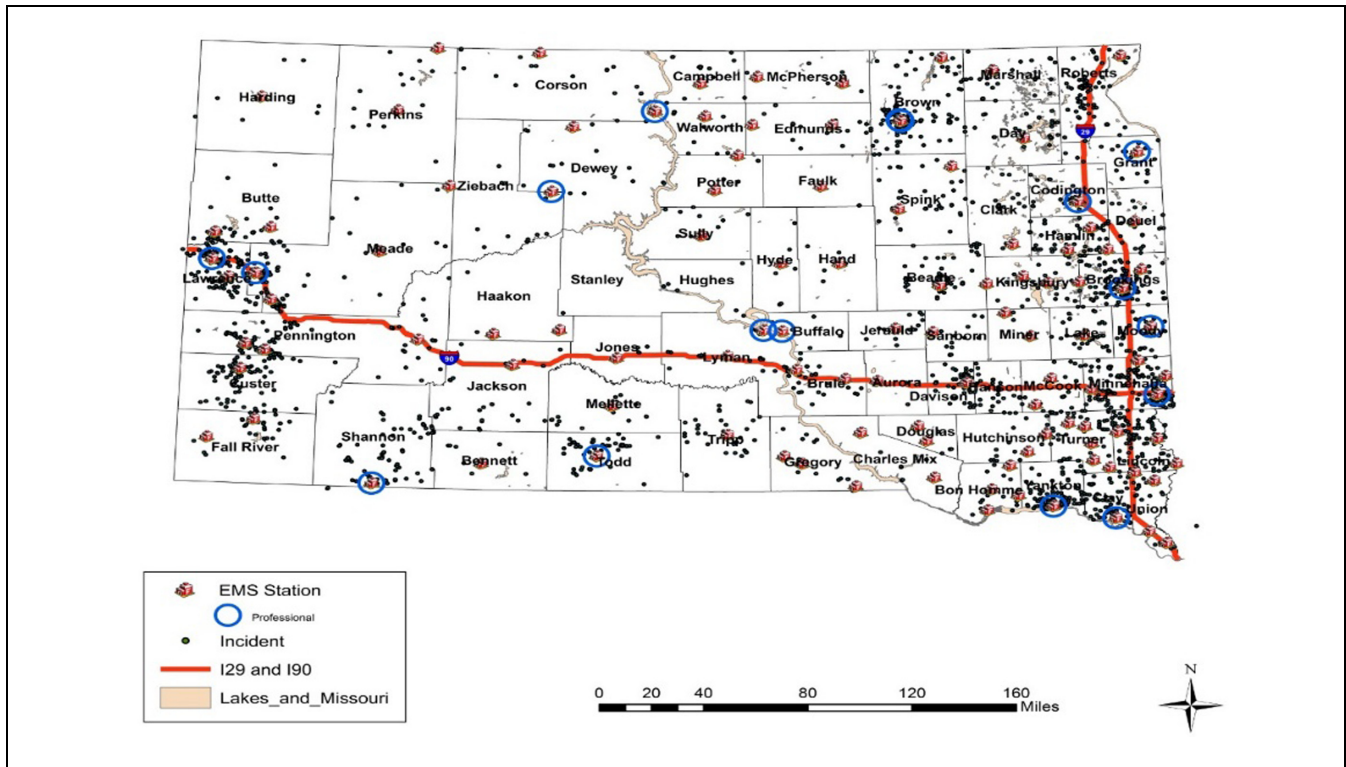 Harding
Perkins
Corson
Campbell
McPherson
Marshall
Roberts
Brown
Walworth
Edmunds
Day
29
Dewey
Grant
Butte
Ziebach
Potter
Faulk
Spink
Clark
Codington
Deuel
Meade
Sully
Hyde
Hand
Hamlin
Lawrence
Haakon
Stanley
Hughes
Beadle
Kingsbury
Brookings
Pennington
90
Jones
Lyman
Buffalo
Jerauld
Sanborn
Miner
Lake
Moody
Custer
Jackson
Brule
Aurora
Davison
Hanson
McCook
Minnehaha
Fall River
Shannon
Bennett
Mellette
Todd
Tripp
Gregory
Charles Mix
Douglas
Hutchinson
Turner
Lincoln
Bon Homme
Yankton
Clay
Union
EMS Station
Professional
Incident
I29 and I90
Lakes_and_Missouri
0 20 40 80 120 160
Miles
N